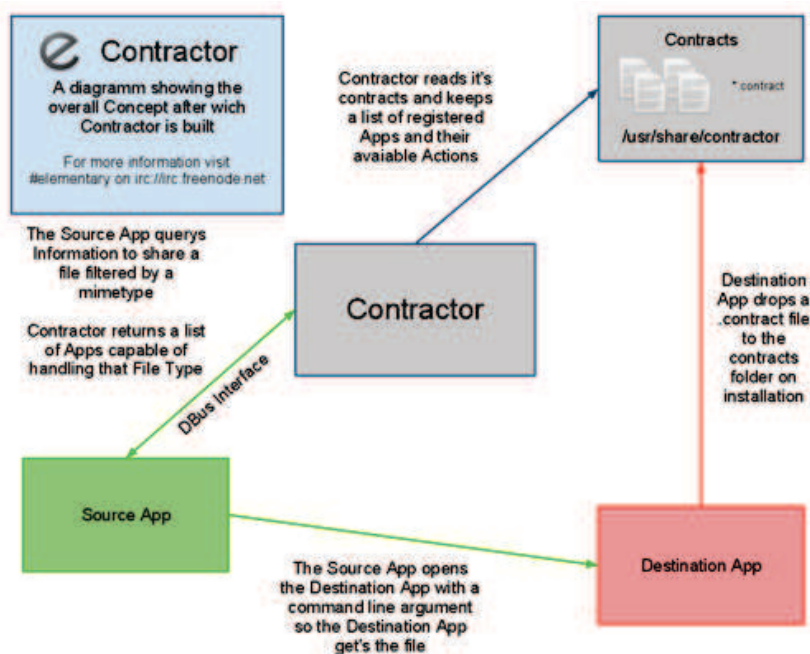 Contractor
A diagramm showing the
overall Concept after wich
Contractor is built
For more information visit
#elementary on irc://irc.freenode.net
Contractor reads it's
contracts and keeps
a list of registered
Apps and their
avaiable Actions
Contracts
*.contract
/usr/share/contractor
The Source App querys
Information to share a
file filtered by a
mimetype
Contractor returns a list
of Apps capable of
handling that File Type
DBus Interface
Contractor
Destination
App drops a
.contract file
to the
contracts
folder on
installation
Source App
The Source App opens
the Destination App with a
command line argument
so the Destination App
get's the file
Destination App